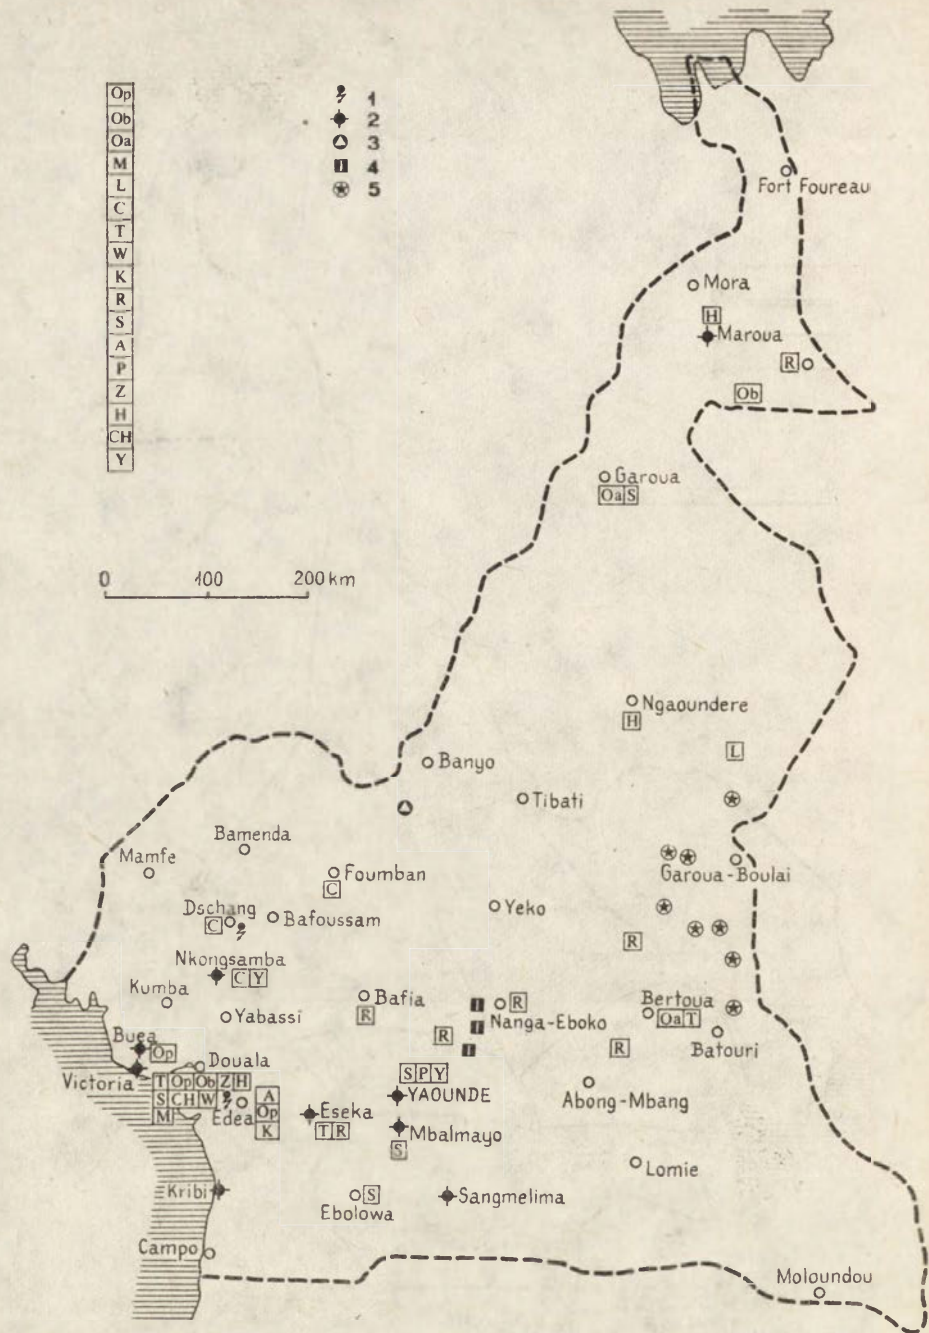 Op
Ob
Oa
M
L
C
T
W
K
R
S
A
P
Z
H
CH
Y
1
2
3
4
5
0 100 200 km
Fort Foureau
Mora
H
Maroua
R
Ob
Garoua
Oa S
Ngaoundere
H
L
Banyo
Tibati
Bamenda
Mamfe
Foumban
C
Garoua-Boulai
Dschang
C
Bafoussam
Yeko
R
Nkongsamba
C Y
Kumba
Yabassi
Bafia
R
I
R
Nanga-Eboko
I
R
I
Bertoua
Oa T
Batouri
R
Buea
Op
Victoria
Douala
T Op Ob Z H
S CH W
M
Edea
A
Op
K
S P Y
YAOUNDE
Eseka
T R
Mbalmayo
S
Abong-Mbang
Lomie
Kribi
S
Ebolowa
Sangmelima
Campo
Moloundou